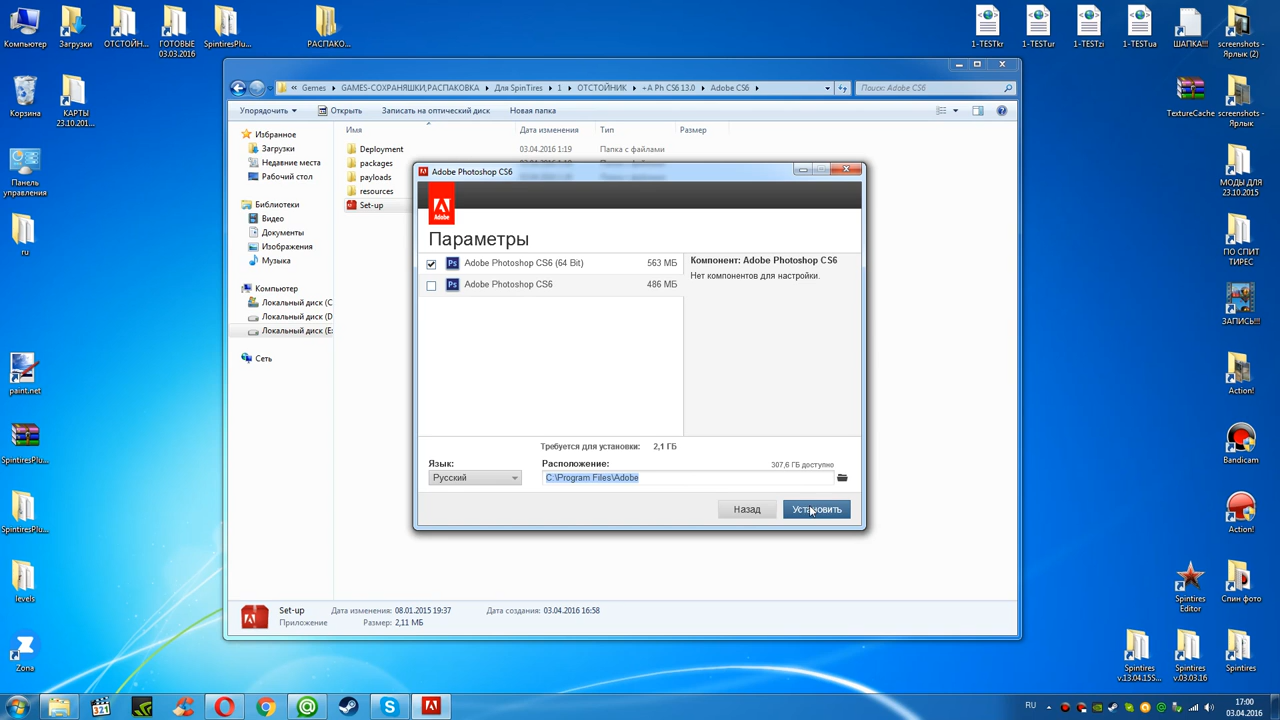 Компьютер
Загрузки
ОТСТОЙН...
ГОТОВЫЕ
03.03.2016
SpintiresPlu...
РАСПАКО...
1-TESTkr
1-TESTur
1-TESTzi
1-TESTua
ШАПКА!!!
screenshots -
Ярлык (2)
Корзина
КАРТЫ
23.10.201...
TextureCache
screenshots -
Ярлык
Панель
управления
МОДЫ ДЛЯ
23.10.2015
ru
ПО СПИТ
ТИРЕС
ЗАПИСЬ!!!
paint.net
Action!
SpintiresPlu...
Bandicam
SpintiresPlu...
Action!
levels
Spintires
Editor
Спин фото
Zona
Spintires
v.13.04.155...
Spintires
v.03.03.16
Spintires
« Gemes ▸ GAMES-СОХРАНЯШКИ,РАСПАКОВКА ▸ Для SpinTires ▸ 1 ▸ ОТСТОЙНИК ▸ +A Ph CS6 13.0 ▸ Adobe CS6 ▸
Поиск: Adobe CS6
Упорядочить
Открыть
Записать на оптический диск
Новая папка
Имя
Дата изменения
Тип
Размер
Избранное
Загрузки
Недавние места
Рабочий стол
Библиотеки
Видео
Документы
Изображения
Музыка
Компьютер
Локальный диск (C
Локальный диск (D
Локальный диск (E:
Сеть
Deployment
03.04.2016 1:19
Папка с файлами
packages
payloads
resources
Set-up
Adobe Photoshop CS6
Adobe
Параметры
Adobe Photoshop CS6 (64 Bit)
563 МБ
Adobe Photoshop CS6
486 МБ
Компонент: Adobe Photoshop CS6
Нет компонентов для настройки.
Требуется для установки: 2,1 ГБ
Язык:
Русский
Расположение:
307,6 ГБ доступно
C:\Program Files\Adobe
Назад
Установить
Set-up
Дата изменения: 08.01.2015 19:37
Дата создания: 03.04.2016 16:58
Приложение
Размер: 2,11 МБ
RU
17:00
03.04.2016